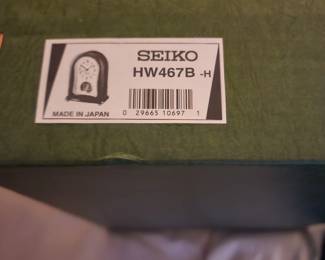 SEIKO
HW467B -H
MADE IN JAPAN
0 29665 10697 1